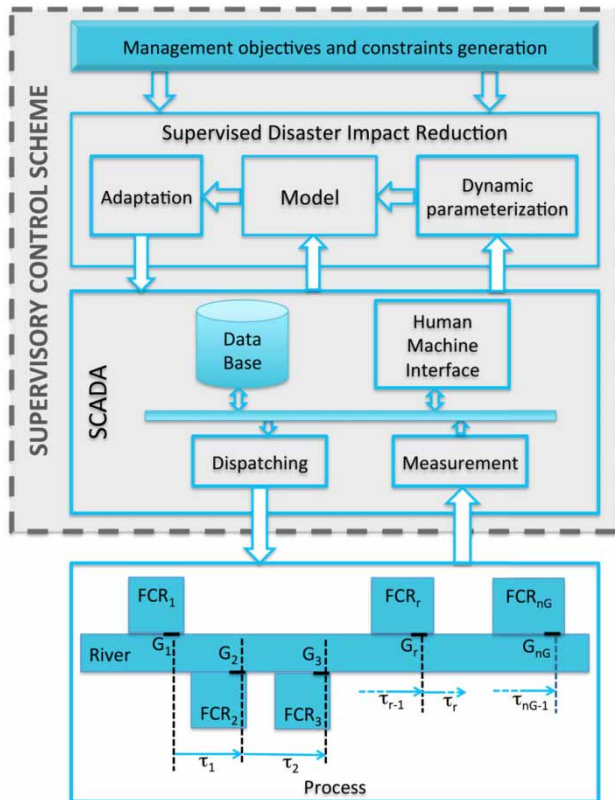 Management objectives and constraints generation
SUPERVISORY CONTROL SCHEME
Supervised Disaster Impact Reduction
Adaptation
Model
Dynamic
parameterization
SCADA
Data
Base
Human
Machine
Interface
Dispatching
Measurement
FCR₁
FCRᵣ
FCRₙG
River
G₁
G₂
G₃
Gᵣ
GₙG
FCR₂
FCR₃
τᵣ₋₁
τᵣ
τₙG₋₁
τ₁
τ₂
Process